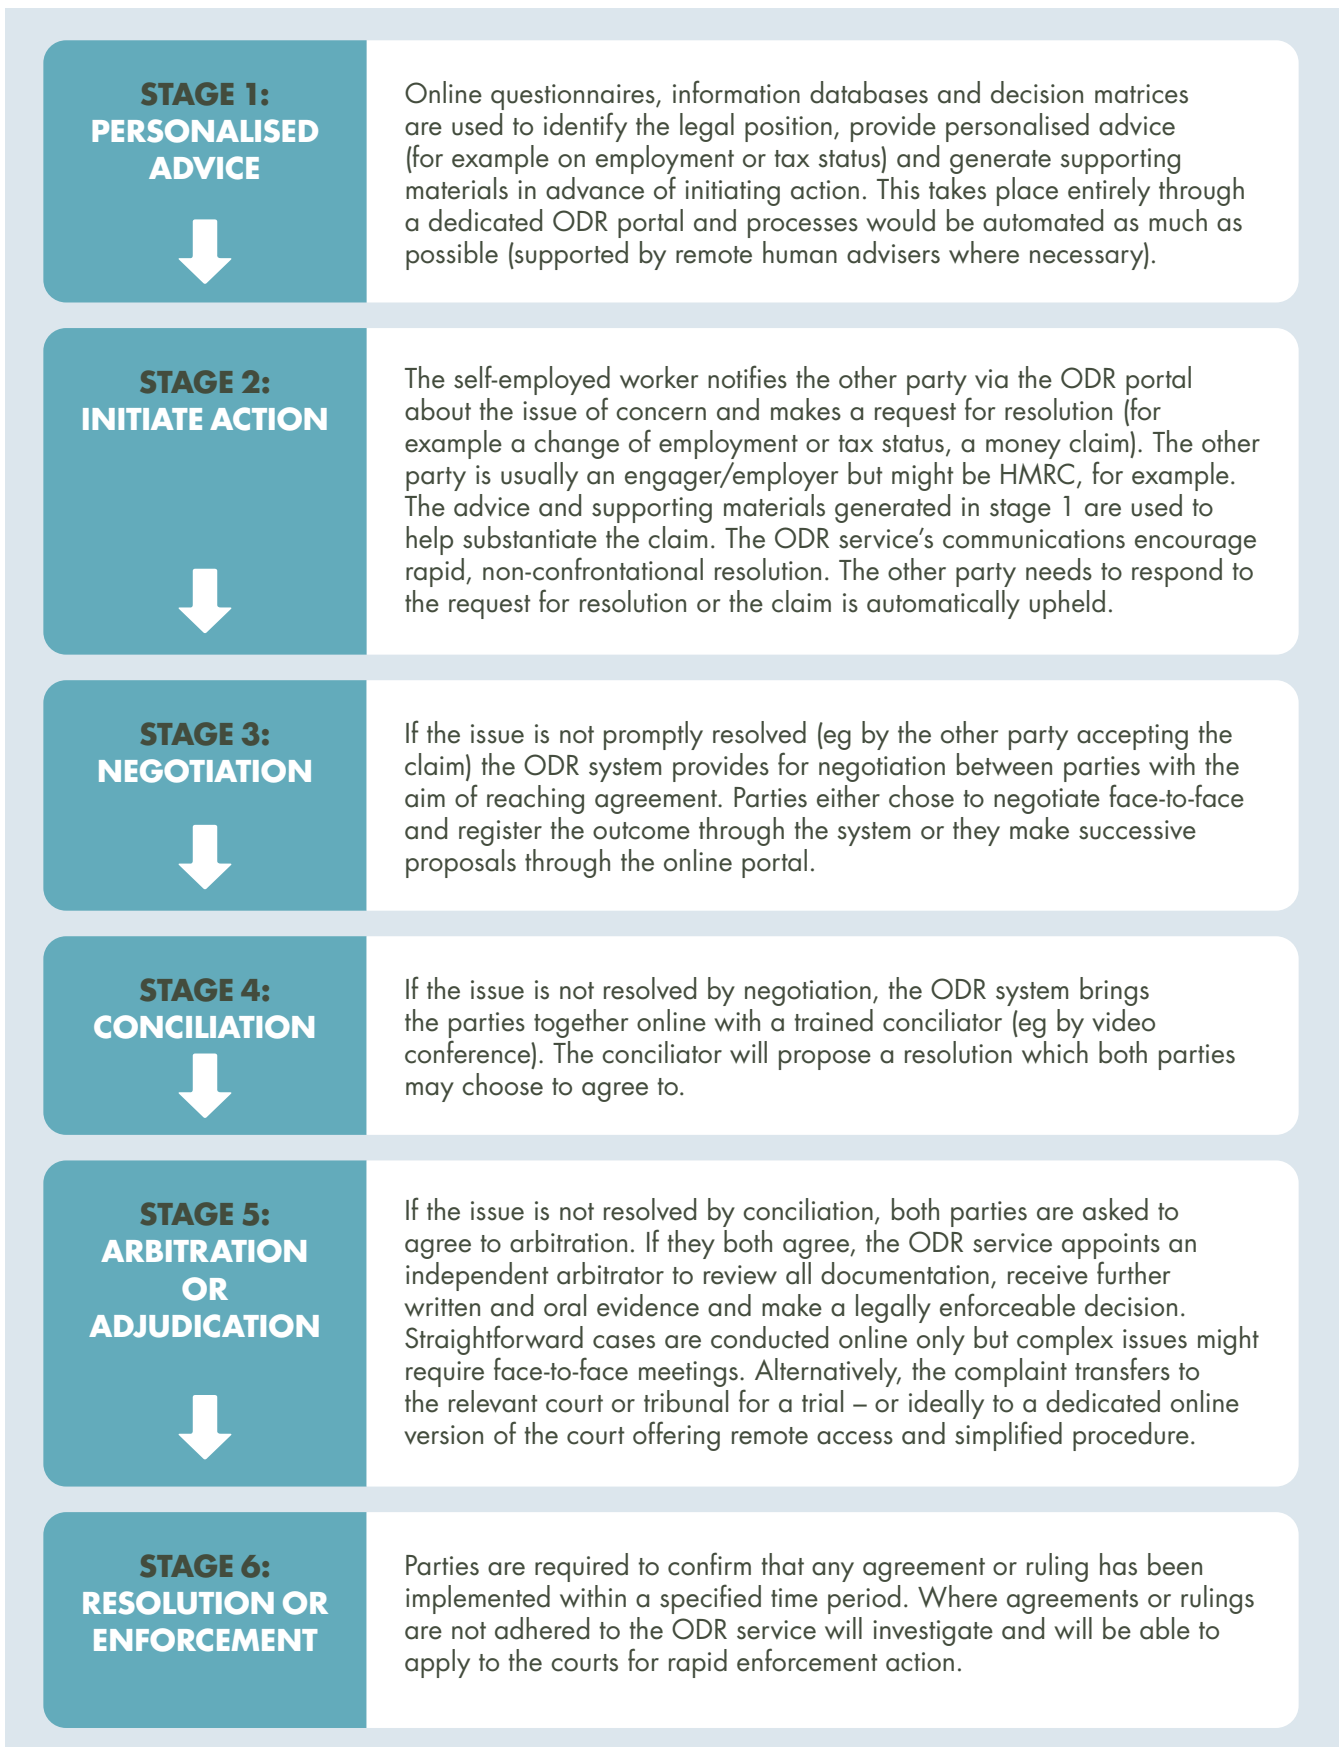 STAGE 1:
PERSONALISED
ADVICE
Online questionnaires, information databases and decision matrices
are used to identify the legal position, provide personalised advice
(for example on employment or tax status) and generate supporting
materials in advance of initiating action. This takes place entirely through
a dedicated ODR portal and processes would be automated as much as
possible (supported by remote human advisers where necessary).
STAGE 2:
INITIATE ACTION
The self-employed worker notifies the other party via the ODR portal
about the issue of concern and makes a request for resolution (for
example a change of employment or tax status, a money claim). The other
party is usually an engager/employer but might be HMRC, for example.
The advice and supporting materials generated in stage 1 are used to
help substantiate the claim. The ODR service’s communications encourage
rapid, non-confrontational resolution. The other party needs to respond to
the request for resolution or the claim is automatically upheld.
STAGE 3:
NEGOTIATION
If the issue is not promptly resolved (eg by the other party accepting the
claim) the ODR system provides for negotiation between parties with the
aim of reaching agreement. Parties either chose to negotiate face-to-face
and register the outcome through the system or they make successive
proposals through the online portal.
STAGE 4:
CONCILIATION
If the issue is not resolved by negotiation, the ODR system brings
the parties together online with a trained conciliator (eg by video
conference). The conciliator will propose a resolution which both parties
may choose to agree to.
STAGE 5:
ARBITRATION
OR
ADJUDICATION
If the issue is not resolved by conciliation, both parties are asked to
agree to arbitration. If they both agree, the ODR service appoints an
independent arbitrator to review all documentation, receive further
written and oral evidence and make a legally enforceable decision.
Straightforward cases are conducted online only but complex issues might
require face-to-face meetings. Alternatively, the complaint transfers to
the relevant court or tribunal for a trial – or ideally to a dedicated online
version of the court offering remote access and simplified procedure.
STAGE 6:
RESOLUTION OR
ENFORCEMENT
Parties are required to confirm that any agreement or ruling has been
implemented within a specified time period. Where agreements or rulings
are not adhered to the ODR service will investigate and will be able to
apply to the courts for rapid enforcement action.